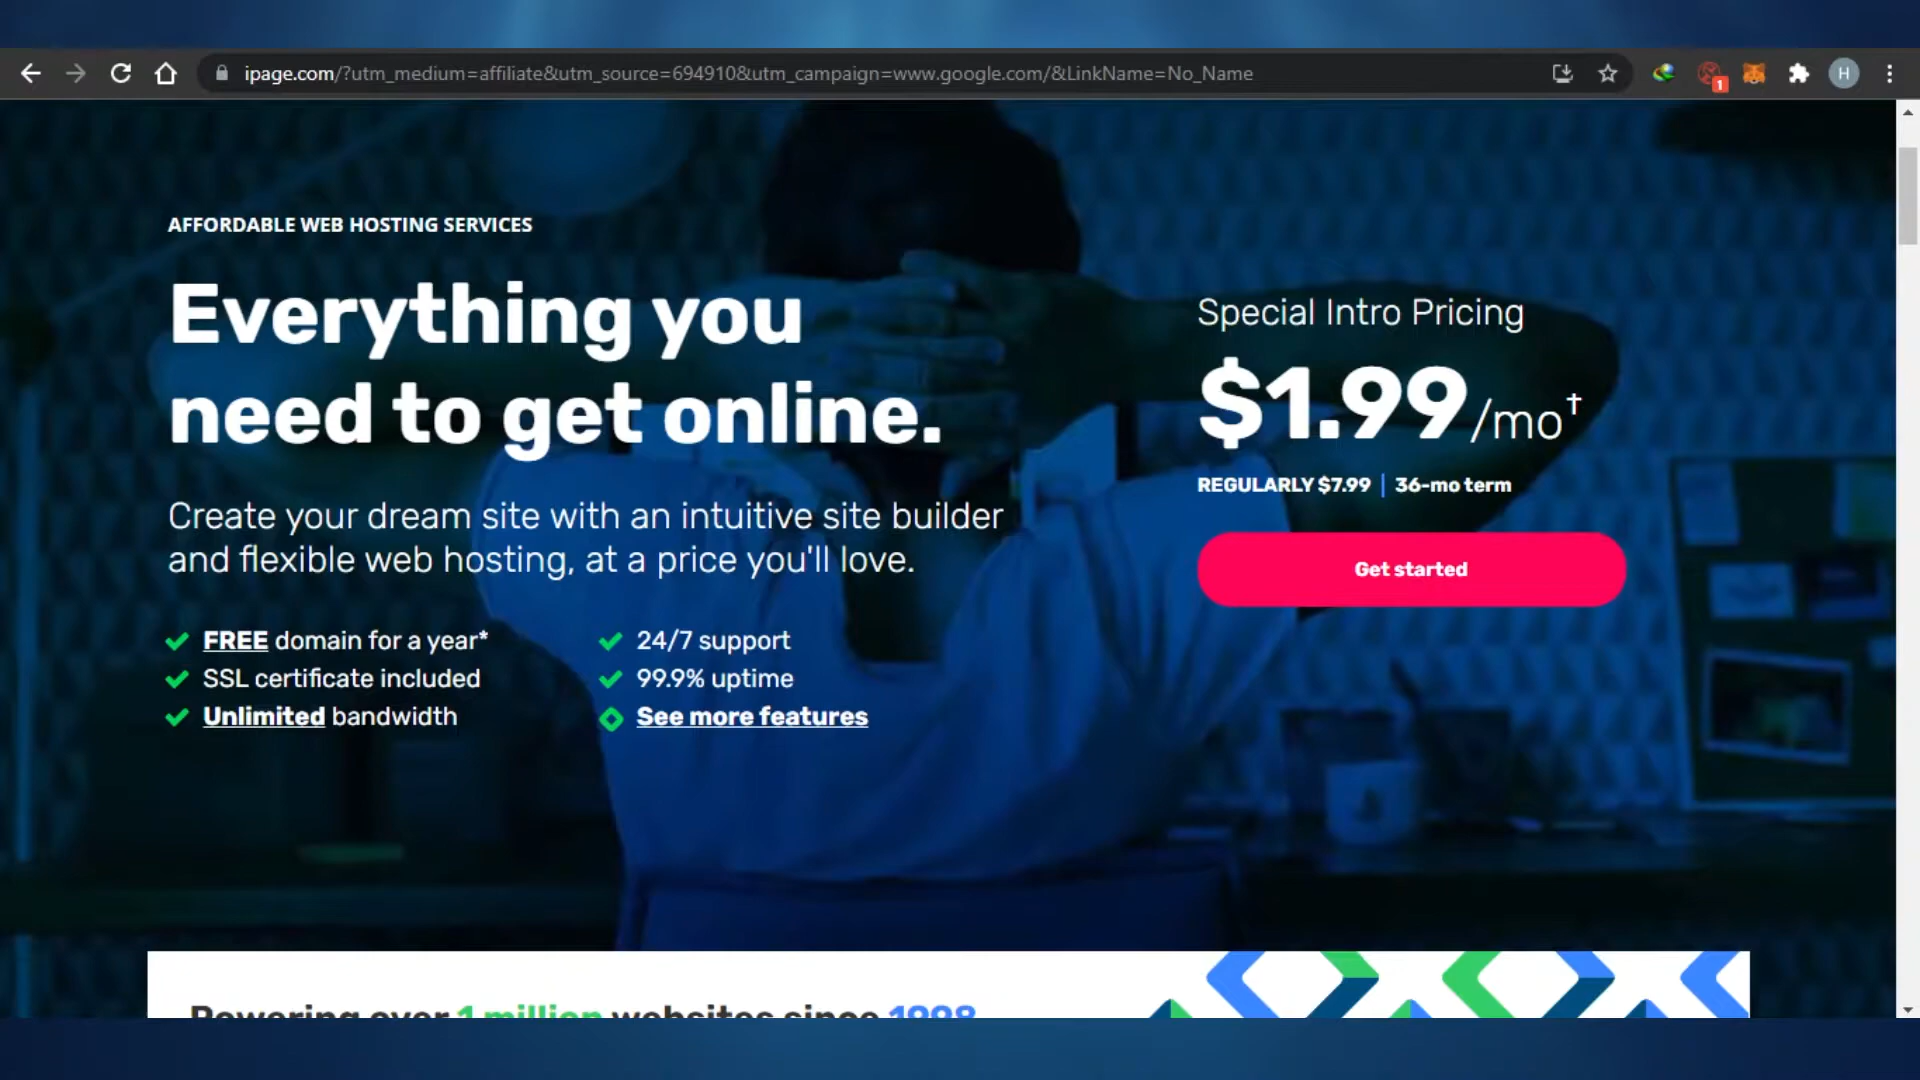 ipage.com/?utm_medium=affiliate&utm_source=694910&utm_campaign=www.google.com/&LinkName=No_Name
1
H
AFFORDABLE WEB HOSTING SERVICES
Everything you
need to get online.
Create your dream site with an intuitive site builder
and flexible web hosting, at a price you'll love.
FREE domain for a year*
SSL certificate included
Unlimited bandwidth
24/7 support
99.9% uptime
See more features
Special Intro Pricing
$1.99/mo†
REGULARLY $7.99 | 36-mo term
Get started
Powering over 1 million websites since 1998